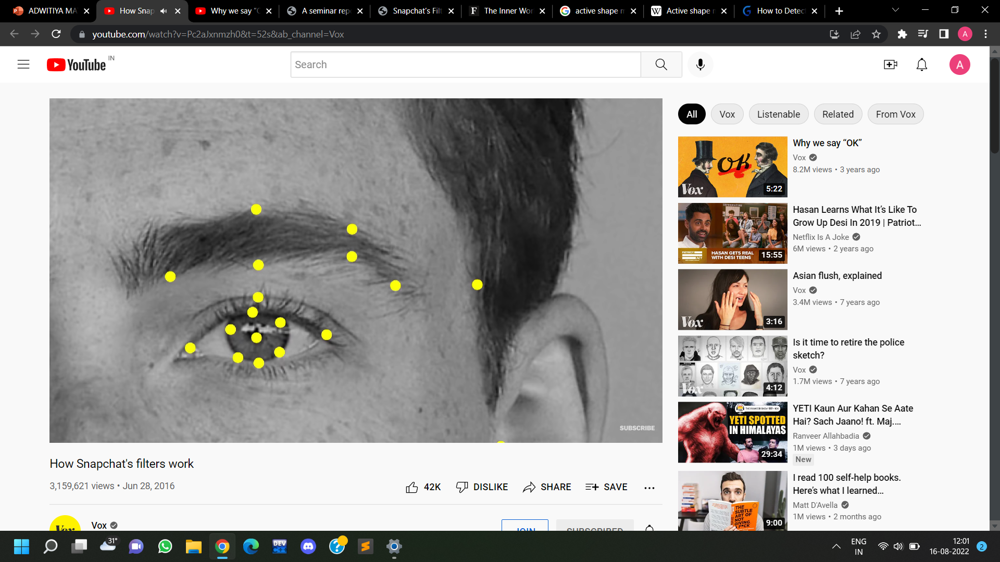 ADWITIYA MA
How Snap
Why we say “O
A seminar rep
Snapchat’s Filt
The Inner Wor
active shape m
Active shape m
How to Detec
youtube.com/watch?v=Pc2aJxnmzh0&t=52s&ab_channel=Vox
A
YouTube IN
Search
A
SUBSCRIBE
How Snapchat's filters work
3,159,621 views • Jun 28, 2016
42K DISLIKE SHARE SAVE
Vox
JOIN SUBSCRIBED
All Vox Listenable Related From Vox
OK
Vox
5:22
Why we say “OK”
Vox
8.2M views • 3 years ago
PATRIOT ACT
HASAN GETS REAL
WITH DESI TEENS
15:55
Hasan Learns What It’s Like To
Grow Up Desi In 2019 | Patriot...
Netflix Is A Joke
6M views • 2 years ago
Vox
3:16
Asian flush, explained
Vox
3.4M views • 7 years ago
Vox
4:12
Is it time to retire the police
sketch?
Vox
1.7M views • 7 years ago
YETI SPOTTED
IN HIMALAYAS
29:34
YETI Kaun Aur Kahan Se Aate
Hai? Sach Jaano! ft. Maj....
Ranveer Allahbadia
1M views • 3 days ago
New
THE
SUBTLE
ART OF
NOT
GIVING
A F*CK
9:00
I read 100 self-help books.
Here’s what I learned...
Matt D'Avella
1M views • 2 months ago
31°
DEV
C++
ENG
IN
12:01
16-08-2022
2